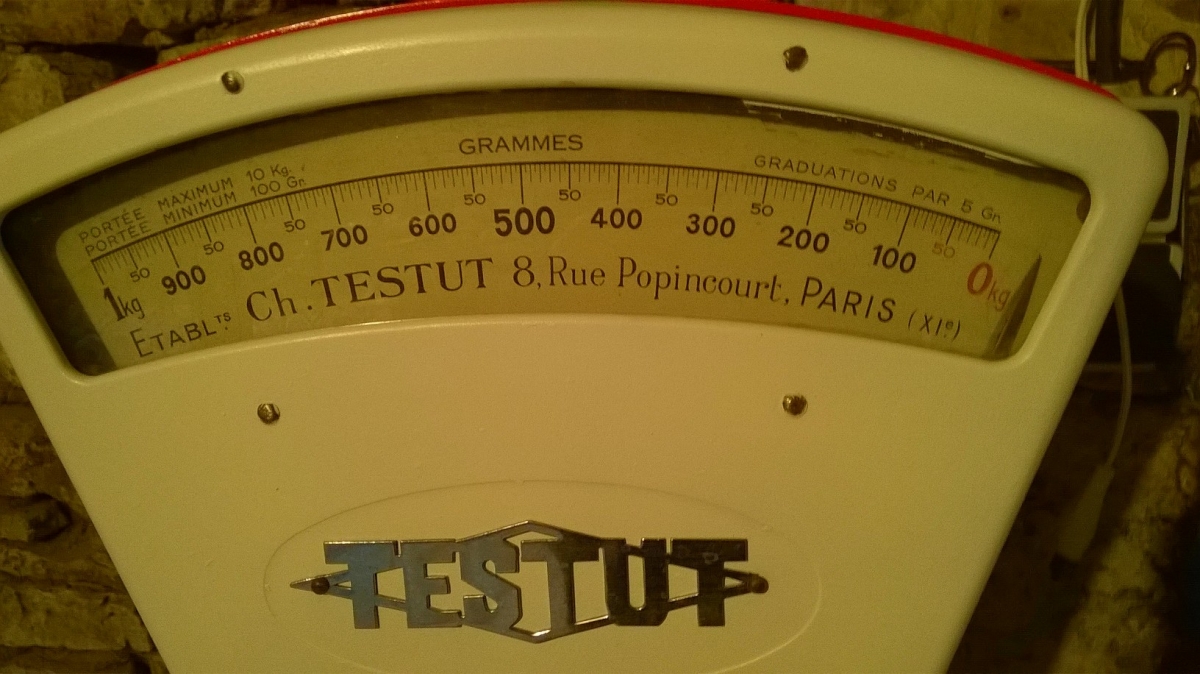 GRAMMES
PORTÉE MAXIMUM 10 Kg.
PORTÉE MINIMUM 100 Gr.
GRADUATIONS PAR 5 Gr.
1kg 50 900 50 800 50 700 50 600 50 500 50 400 50 300 50 200 50 100 50 0kg
ETABLTS. Ch. TESTUT 8, Rue Popincourt, PARIS (XIe.)
TESTUT